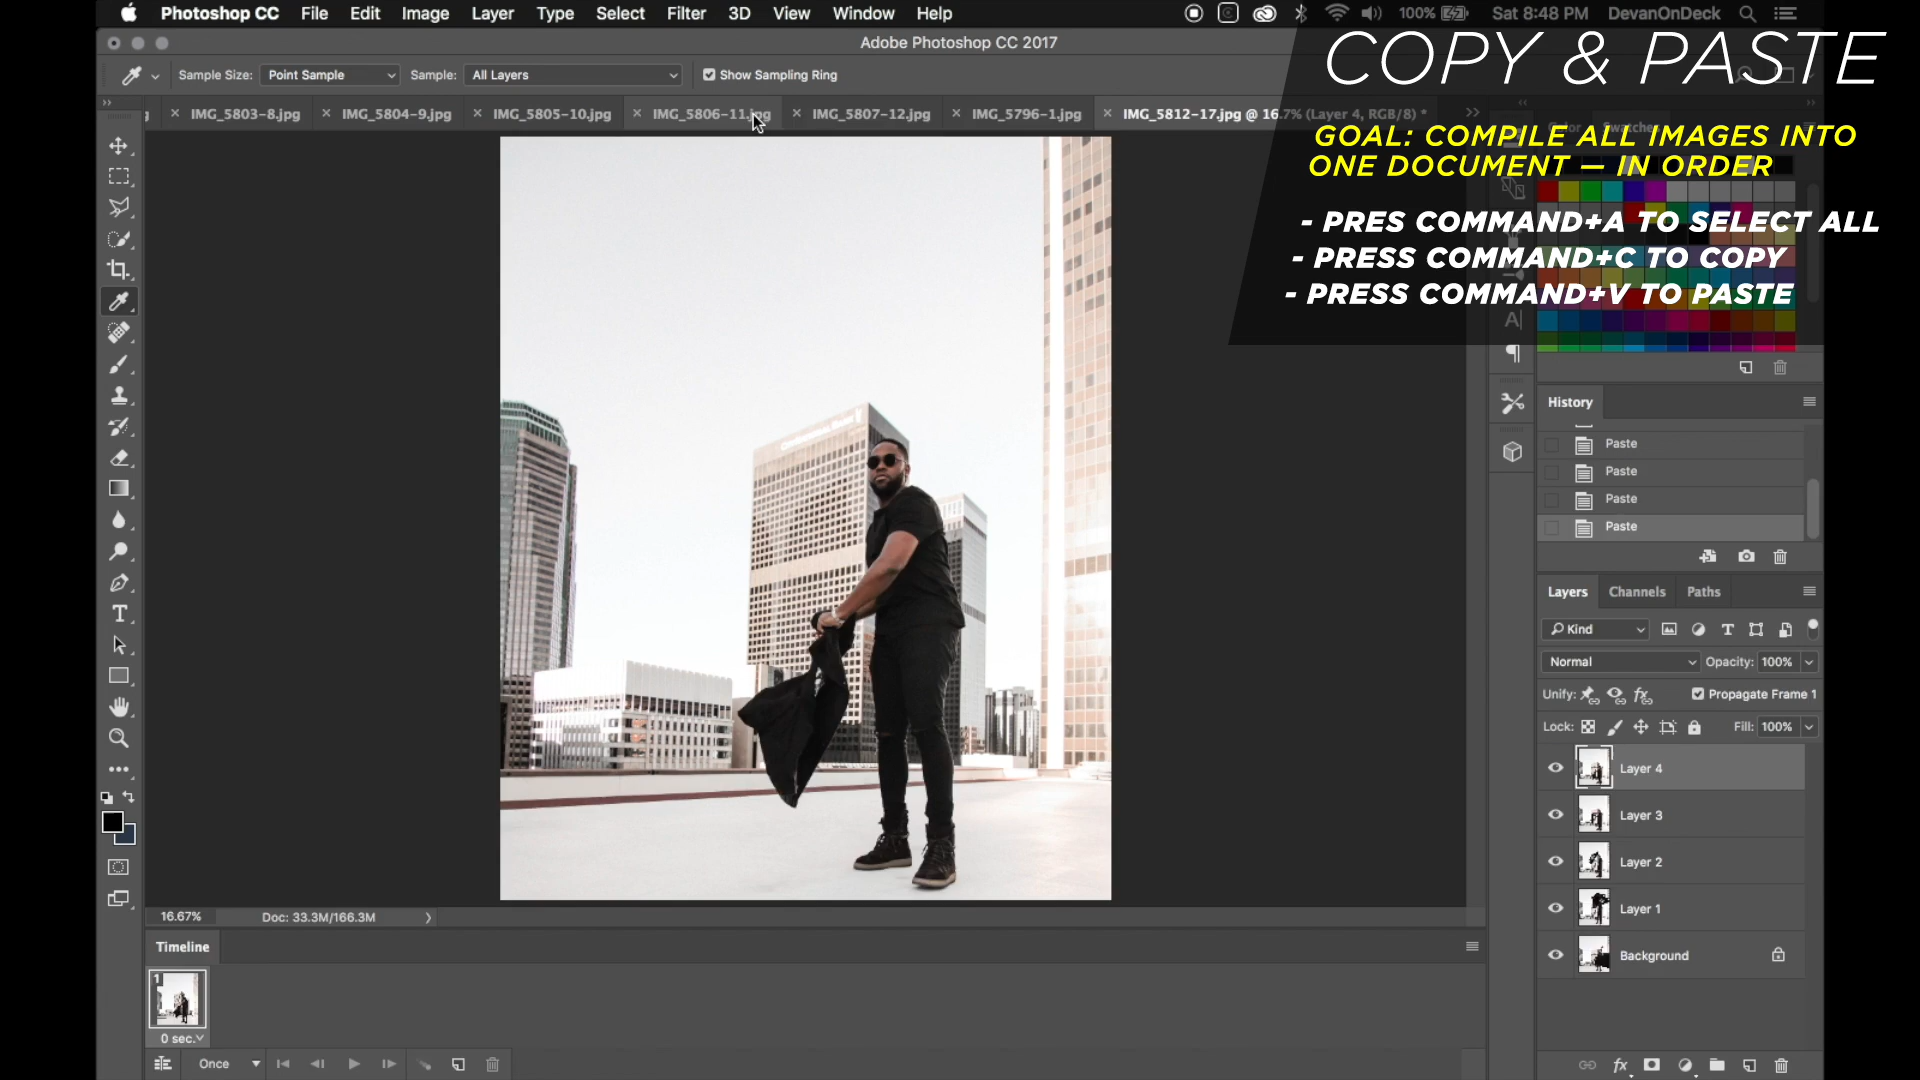 Photoshop CC File Edit Image Layer Type Select Filter 3D View Window Help 100% Sat 8:48 PM DevanOnDeck
Adobe Photoshop CC 2017
COPY & PASTE
Sample Size: Point Sample Sample: All Layers Show Sampling Ring
IMG_5803-8.jpg IMG_5804-9.jpg IMG_5805-10.jpg IMG_5806-11.jpg IMG_5807-12.jpg IMG_5796-1.jpg IMG_5812-17.jpg @ 16.7% (Layer 4, RGB/8) *
Swatches
GOAL: COMPILE ALL IMAGES INTO
ONE DOCUMENT — IN ORDER
- PRES COMMAND+A TO SELECT ALL
- PRESS COMMAND+C TO COPY
- PRESS COMMAND+V TO PASTE
History
Paste
Paste
Paste
Paste
Layers Channels Paths
Kind
Normal Opacity: 100%
Unify: Propagate Frame 1
Lock: Fill: 100%
Layer 4
Layer 3
Layer 2
Layer 1
Background
16.67% Doc: 33.3M/166.3M
Timeline
1
0 sec.
Once